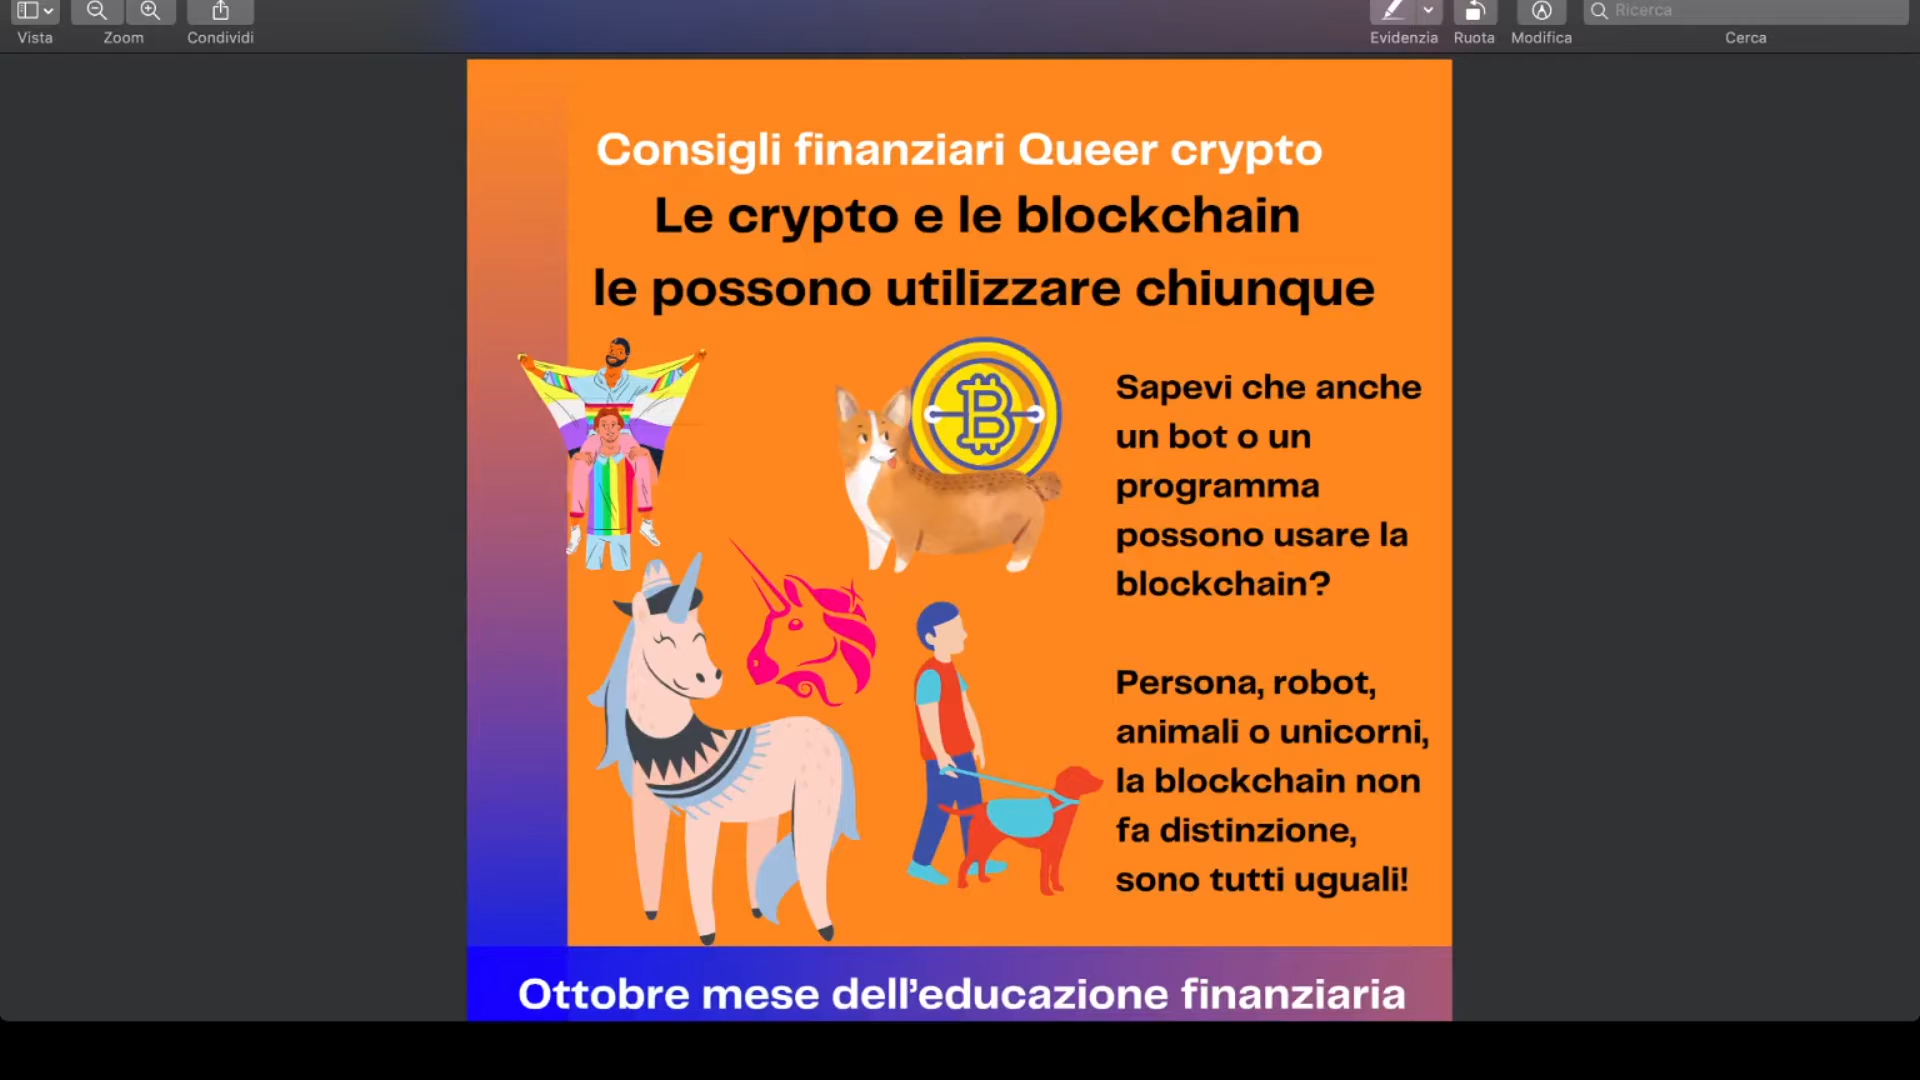 Vista
Zoom
Condividi
Evidenzia
Ruota
Modifica
Ricerca
Cerca
Consigli finanziari Queer crypto
Le crypto e le blockchain
le possono utilizzare chiunque
Sapevi che anche
un bot o un
programma
possono usare la
blockchain?
Persona, robot,
animali o unicorni,
la blockchain non
fa distinzione,
sono tutti uguali!
Ottobre mese dell’educazione finanziaria